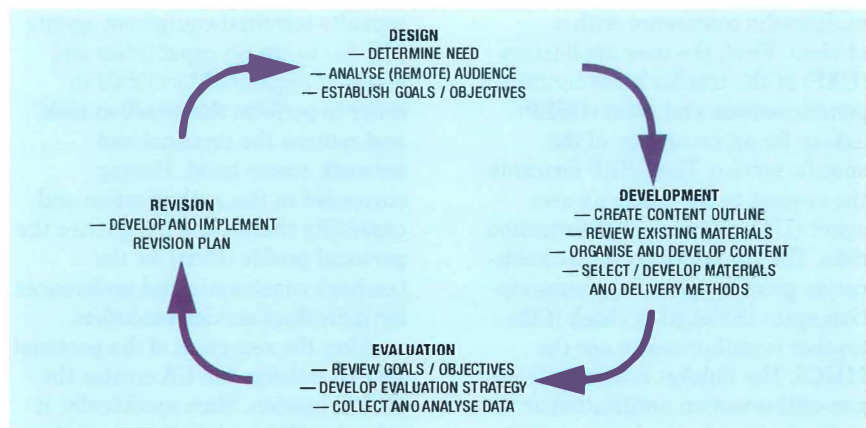 DESIGN
— DETERMINE NEED
— ANALYSE (REMOTE) AUDIENCE
— ESTABLISH GOALS / OBJECTIVES
DEVELOPMENT
— CREATE CONTENT OUTLINE
— REVIEW EXISTING MATERIALS
— ORGANISE AND DEVELOP CONTENT
— SELECT / DEVELOP MATERIALS
AND DELIVERY METHODS
EVALUATION
— REVIEW GOALS / OBJECTIVES
— DEVELOP EVALUATION STRATEGY
— COLLECT AND ANALYSE DATA
REVISION
— DEVELOP AND IMPLEMENT
REVISION PLAN